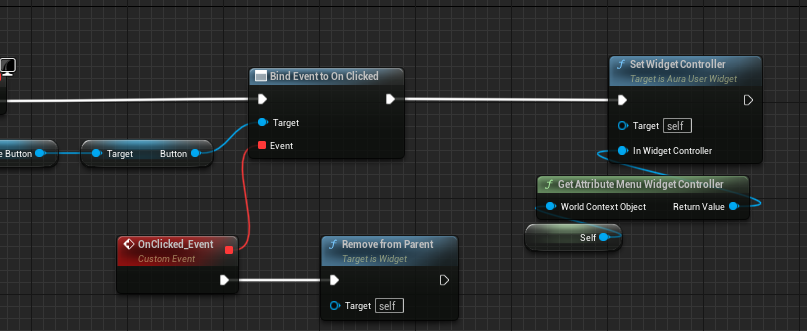 Bind Event to On Clicked
Target
Event
e Button
Target Button
Set Widget Controller
Target is Aura User Widget
Target self
In Widget Controller
Get Attribute Menu Widget Controller
World Context Object Return Value
Self
OnClicked_Event
Custom Event
Remove from Parent
Target is Widget
Target self